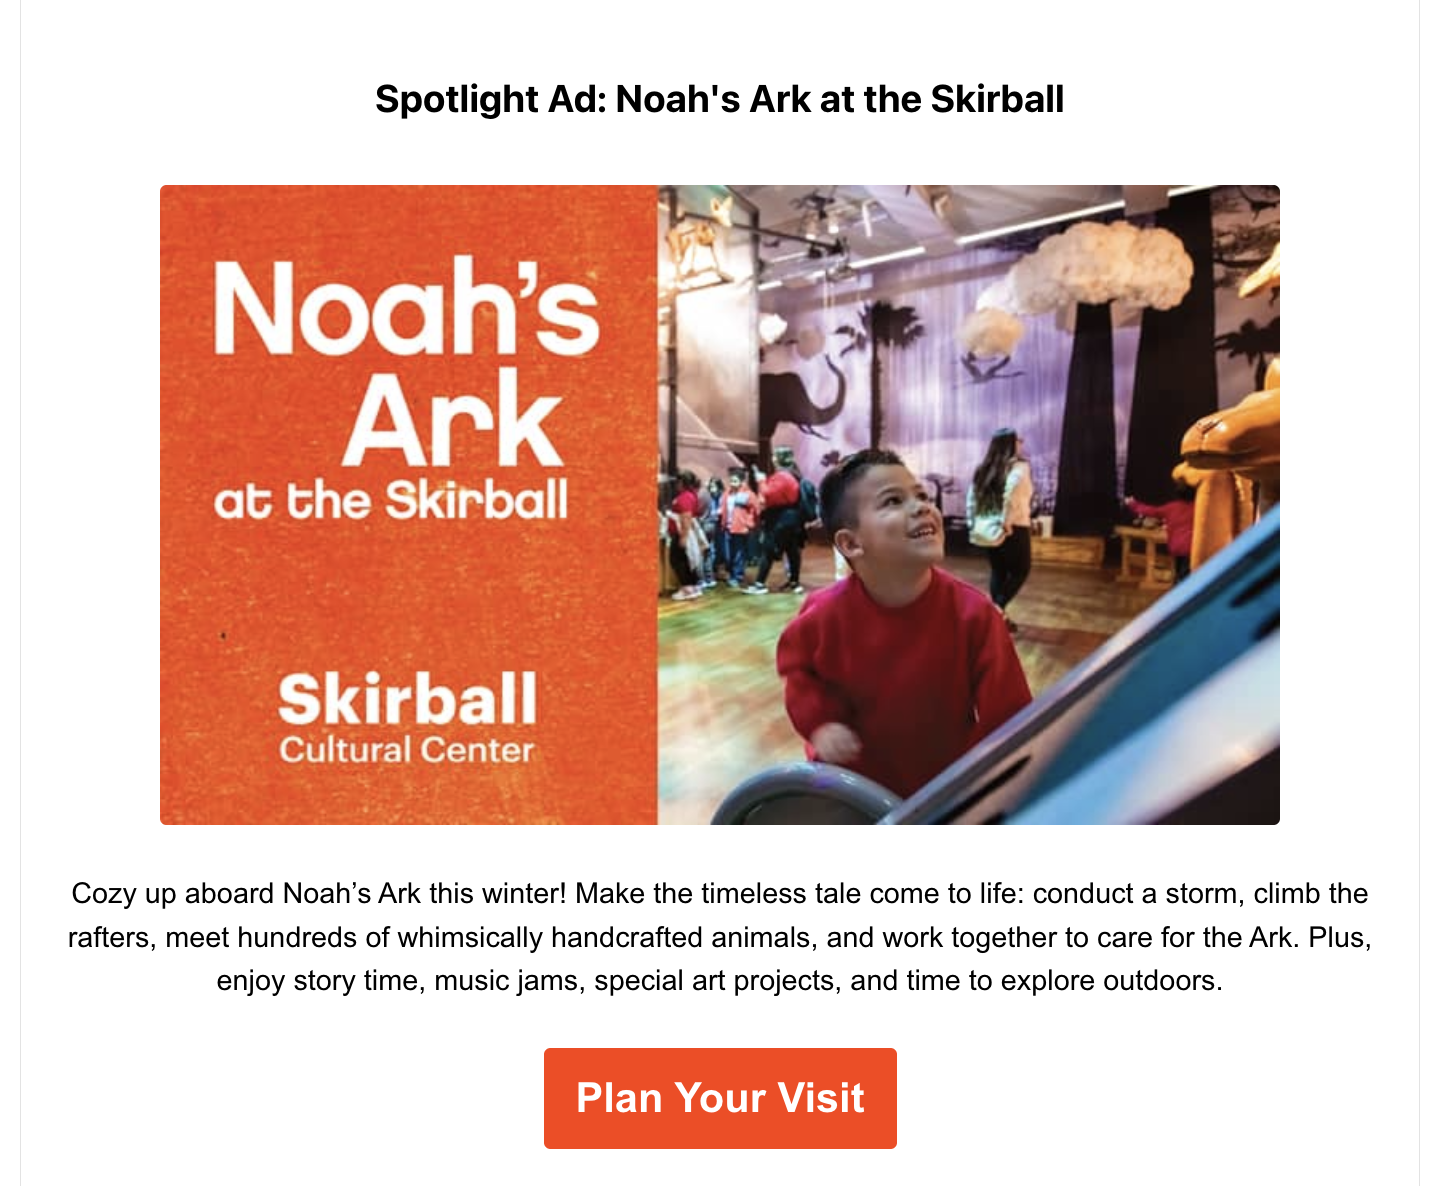 Spotlight Ad: Noah's Ark at the Skirball
Noah’s
Ark
at the Skirball
Skirball
Cultural Center
Cozy up aboard Noah’s Ark this winter! Make the timeless tale come to life: conduct a storm, climb the
rafters, meet hundreds of whimsically handcrafted animals, and work together to care for the Ark. Plus,
enjoy story time, music jams, special art projects, and time to explore outdoors.
Plan Your Visit